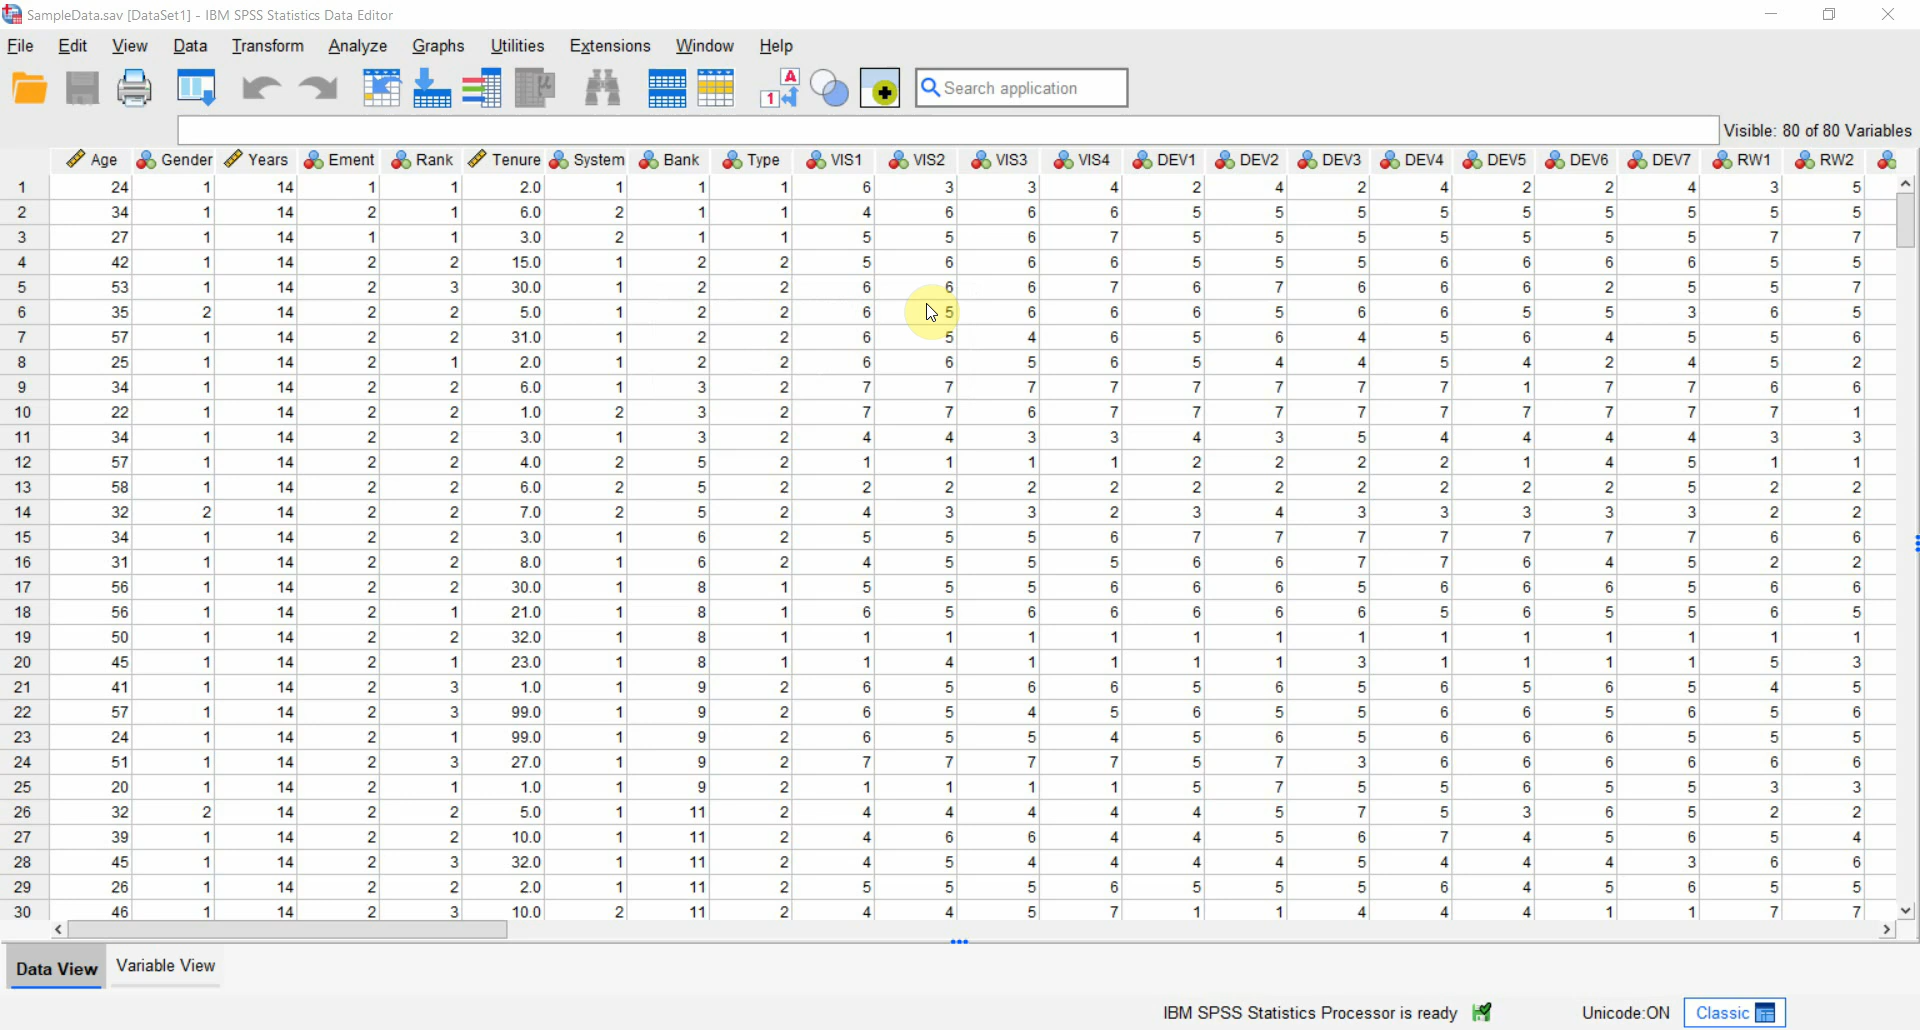 SampleData.sav [DataSet1] - IBM SPSS Statistics Data Editor
File Edit View Data Transform Analyze Graphs Utilities Extensions Window Help
Search application
Visible: 80 of 80 Variables
Age Gender Years Ement Rank Tenure System Bank Type VIS1 VIS2 VIS3 VIS4 DEV1 DEV2 DEV3 DEV4 DEV5 DEV6 DEV7 RW1 RW2
1 24 1 14 1 1 2.0 1 1 1 6 3 3 4 2 4 2 4 2 2 4 3 5
2 34 1 14 2 1 6.0 2 1 1 4 6 6 6 5 5 5 5 5 5 5 5 5
3 27 1 14 1 1 3.0 2 1 1 5 5 6 7 5 5 5 5 5 5 5 7 7
4 42 1 14 2 2 15.0 1 2 2 5 6 6 6 5 5 5 6 6 6 6 5 5
5 53 1 14 2 3 30.0 1 2 2 6 6 6 7 6 7 6 6 6 2 5 5 7
6 35 2 14 2 2 5.0 1 2 2 6 5 6 6 6 5 6 6 5 5 3 6 5
7 57 1 14 2 2 31.0 1 2 2 6 5 4 6 5 6 4 5 6 4 5 5 6
8 25 1 14 2 1 2.0 1 2 2 6 6 5 6 5 4 4 5 4 2 4 5 2
9 34 1 14 2 2 6.0 1 3 2 7 7 7 7 7 7 7 7 1 7 7 6 6
10 22 1 14 2 2 1.0 2 3 2 7 7 6 7 7 7 7 7 7 7 7 7 1
11 34 1 14 2 2 3.0 1 3 2 4 4 3 3 4 3 5 4 4 4 4 3 3
12 57 1 14 2 2 4.0 2 5 2 1 1 1 1 2 2 2 2 1 4 5 1 1
13 58 1 14 2 2 6.0 2 5 2 2 2 2 2 2 2 2 2 2 2 5 2 2
14 32 2 14 2 2 7.0 2 5 2 4 3 3 2 3 4 3 3 3 3 3 2 2
15 34 1 14 2 2 3.0 1 6 2 5 5 5 6 7 7 7 7 7 7 7 6 6
16 31 1 14 2 2 8.0 1 6 2 4 5 5 5 6 6 7 7 6 4 5 2 2
17 56 1 14 2 2 30.0 1 8 1 5 5 5 6 6 6 5 6 6 6 5 6 6
18 56 1 14 2 1 21.0 1 8 1 6 5 6 6 6 6 6 5 6 5 5 6 5
19 50 1 14 2 2 32.0 1 8 1 1 1 1 1 1 1 1 1 1 1 1 1 1
20 45 1 14 2 1 23.0 1 8 1 1 4 1 1 1 1 3 1 1 1 1 5 3
21 41 1 14 2 3 1.0 1 9 2 6 5 6 6 5 6 5 6 5 6 5 4 5
22 57 1 14 2 3 99.0 1 9 2 6 5 4 5 6 5 5 6 6 5 6 5 6
23 24 1 14 2 1 99.0 1 9 2 6 5 5 4 5 6 5 6 6 6 5 5 5
24 51 1 14 2 3 27.0 1 9 2 7 7 7 7 5 7 3 6 6 6 6 6 6
25 20 1 14 2 1 1.0 1 9 2 1 1 1 1 5 7 5 5 6 5 5 3 3
26 32 2 14 2 2 5.0 1 11 2 4 4 4 4 4 5 7 5 3 6 5 2 2
27 39 1 14 2 2 10.0 1 11 2 4 6 6 4 4 5 6 7 4 5 6 5 4
28 45 1 14 2 3 32.0 1 11 2 4 5 4 4 4 4 5 4 4 4 3 6 6
29 26 1 14 2 2 2.0 1 11 2 5 5 5 6 5 5 5 6 4 5 6 5 5
30 46 1 14 2 3 10.0 2 11 2 4 4 5 7 1 1 4 4 4 1 1 7 7
Data View Variable View
IBM SPSS Statistics Processor is ready Unicode:ON Classic